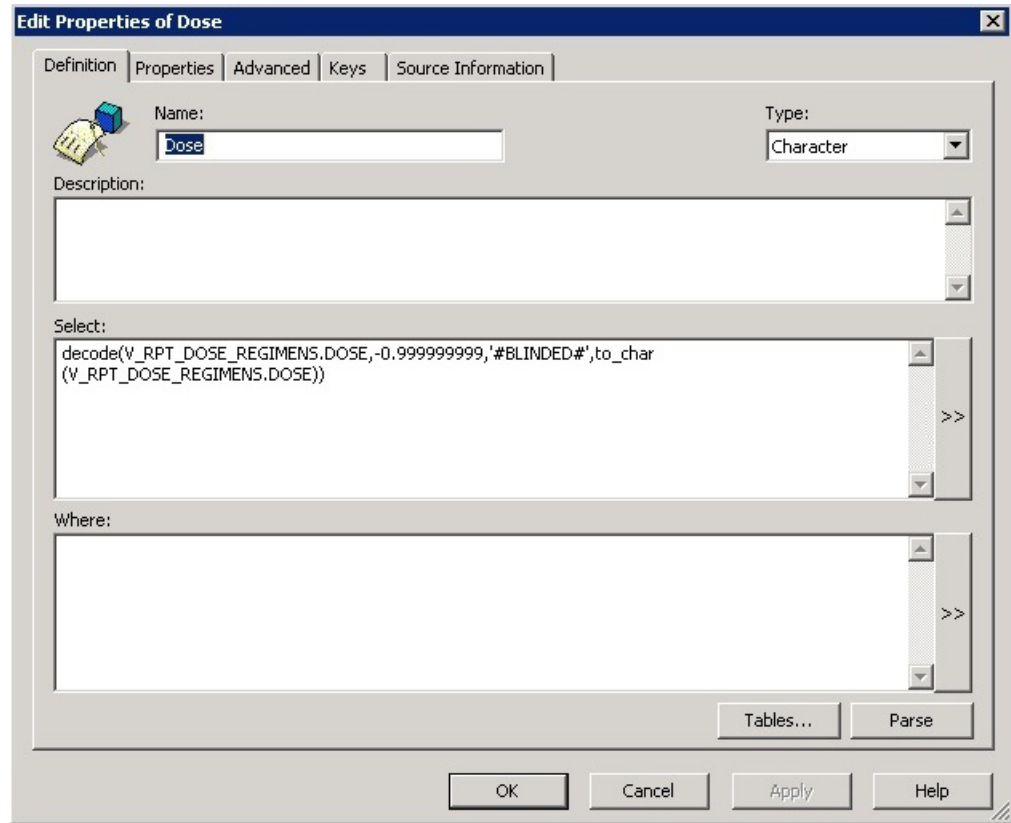 Edit Properties of Dose
Definition Properties Advanced Keys Source Information
Name: Type:
Dose Character
Description:
Select:
decode(V_RPT_DOSE_REGIMENS.DOSE,-0.999999999,'#BLINDED#',to_char
(V_RPT_DOSE_REGIMENS.DOSE))
>>
Where:
>>
Tables... Parse
OK Cancel Apply Help